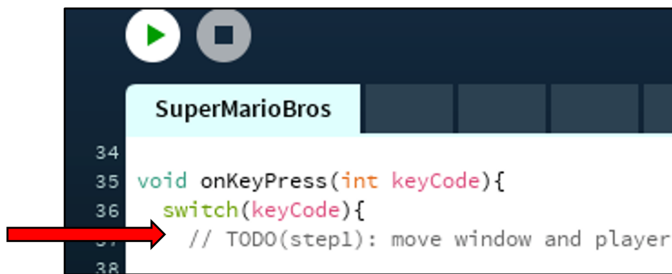 SuperMarioBros
34
35 void onKeyPress(int keyCode){
36 switch(keyCode){
// TODO(step1): move window and player
38